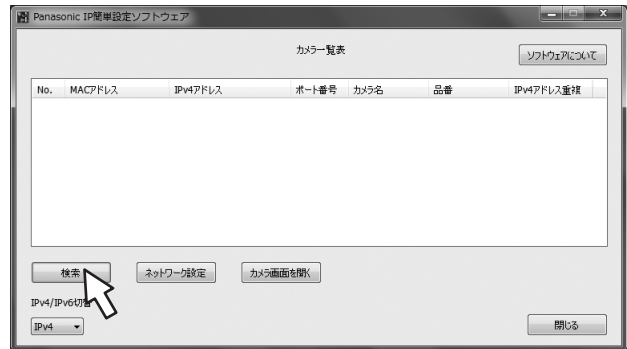 Panasonic IP簡単設定ソフトウェア
カメラ一覧表
ソフトウェアについて
No. MACアドレス IPv4アドレス ポート番号 カメラ名 品番 IPv4アドレス重複
検索 ネットワーク設定 カメラ画面を開く
IPv4/IPv6切替
IPv4
閉じる